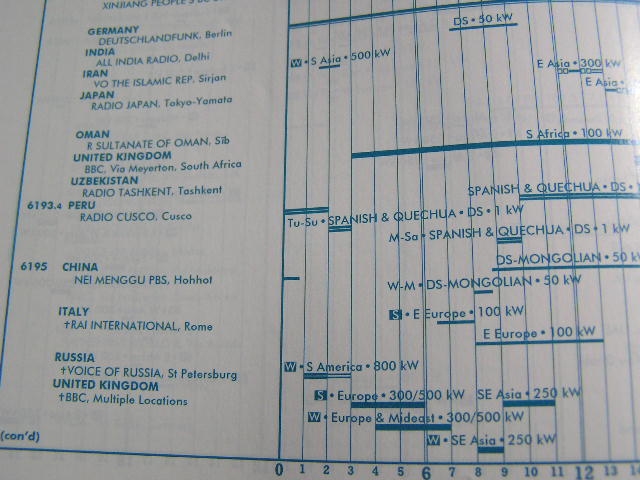 XINJIANG PEOPLE'S
DS • 50 kW
GERMANY
DEUTSCHLANDFUNK, Berlin
INDIA
ALL INDIA RADIO, Delhi
W • S Asia • 500 kW
E Asia • 300 kW
IRAN
VO THE ISLAMIC REP, Sirjan
E Asia •
JAPAN
RADIO JAPAN, Tokyo-Yamata
OMAN
R SULTANATE OF OMAN, Sīb
S Africa • 100 kW
UNITED KINGDOM
BBC, Via Meyerton, South Africa
UZBEKISTAN
RADIO TASHKENT, Tashkent
SPANISH & QUECHUA • DS •
6193.4 PERU
RADIO CUSCO, Cusco
Tu-Su • SPANISH & QUECHUA • DS • 1 kW
M-Sa • SPANISH & QUECHUA • DS • 1 kW
DS-MONGOLIAN • 50 kW
6195 CHINA
NEI MENGGU PBS, Hohhot
W-M • DS-MONGOLIAN • 50 kW
ITALY
†RAI INTERNATIONAL, Rome
S • E Europe • 100 kW
E Europe • 100 kW
RUSSIA
†VOICE OF RUSSIA, St Petersburg
W • S America • 800 kW
UNITED KINGDOM
†BBC, Multiple Locations
S • Europe • 300/500 kW SE Asia • 250 kW
W • Europe & Mideast • 300/500 kW
W • SE Asia • 250 kW
(con'd)
0 1 2 3 4 5 6 7 8 9 10 11 12 13 14